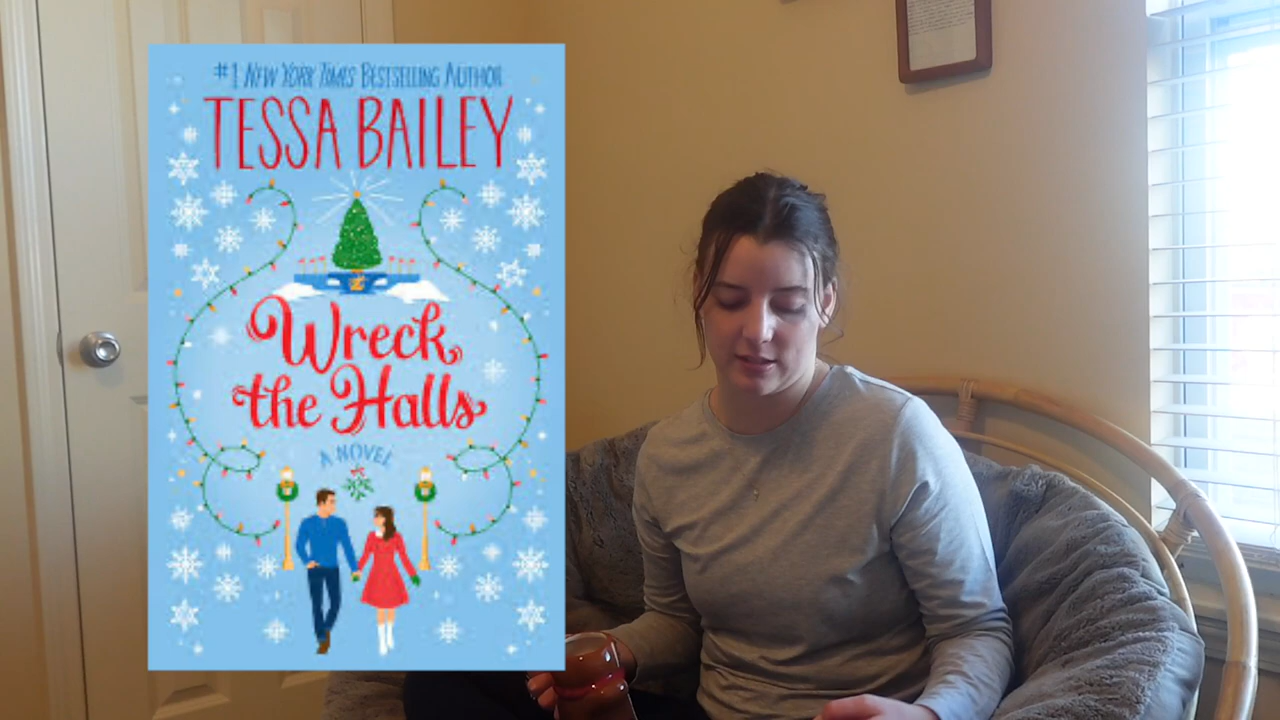 #1 NEW YORK TIMES BESTSELLING AUTHOR
TESSA BAILEY
Wreck
the Halls
A NOVEL